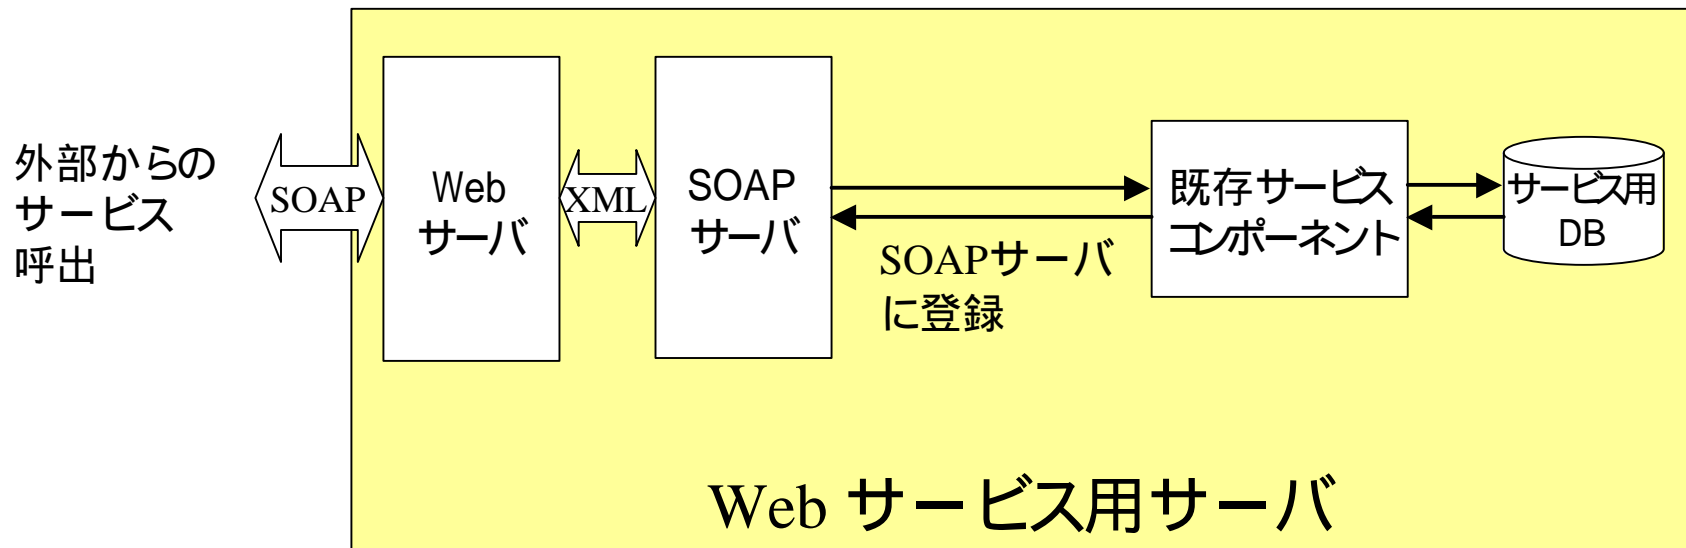 外部からの
サービス
呼出
SOAP
Web
サーバ
XML
SOAP
サーバ
SOAPサーバ
に登録
既存サービス
コンポーネント
サービス用
DB
Web サービス用サーバ